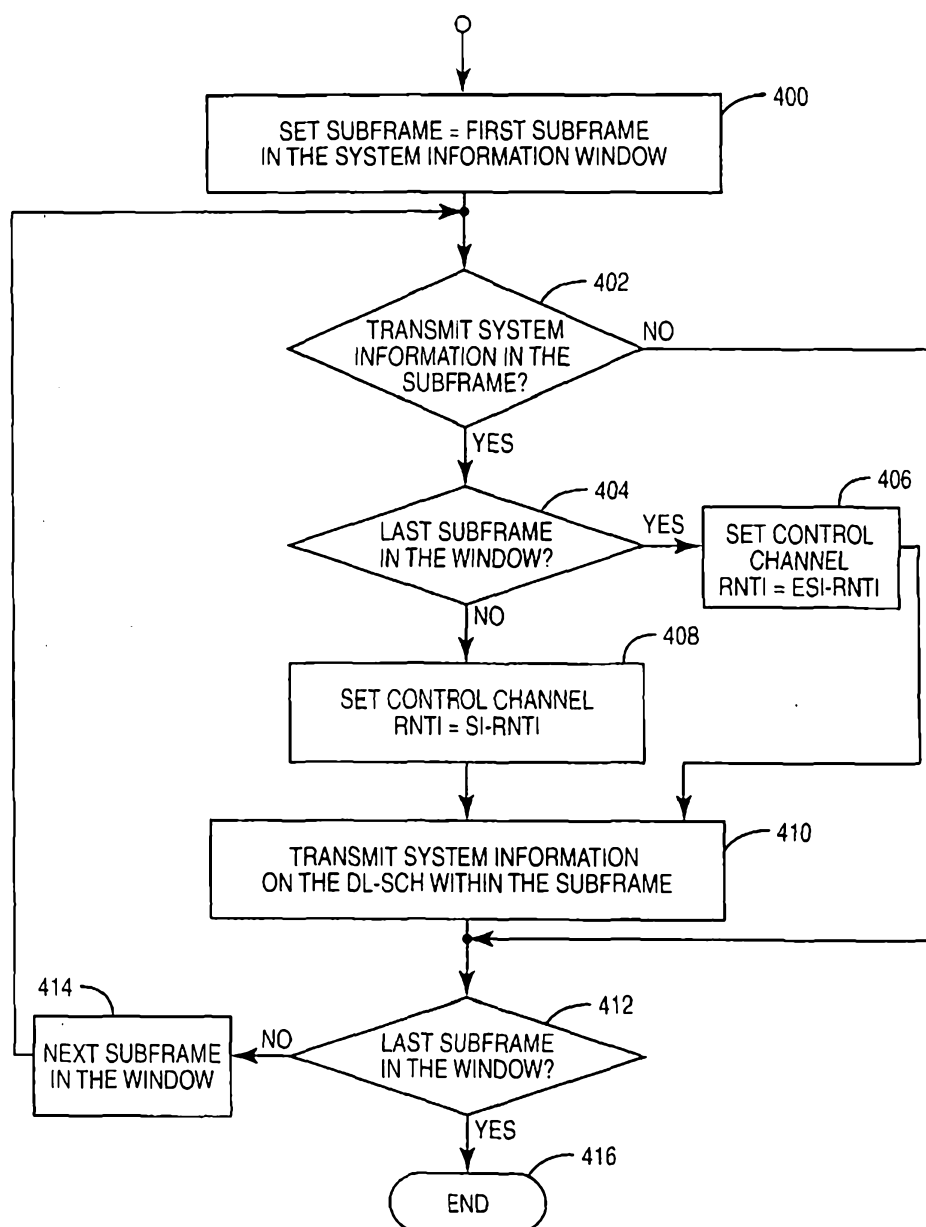 400
SET SUBFRAME = FIRST SUBFRAME
IN THE SYSTEM INFORMATION WINDOW
402
TRANSMIT SYSTEM
INFORMATION IN THE
SUBFRAME?
NO
YES
404
LAST SUBFRAME
IN THE WINDOW?
YES
406
SET CONTROL
CHANNEL
RNTI = ESI-RNTI
NO
408
SET CONTROL CHANNEL
RNTI = SI-RNTI
410
TRANSMIT SYSTEM INFORMATION
ON THE DL-SCH WITHIN THE SUBFRAME
412
LAST SUBFRAME
IN THE WINDOW?
NO
414
NEXT SUBFRAME
IN THE WINDOW
YES
416
END